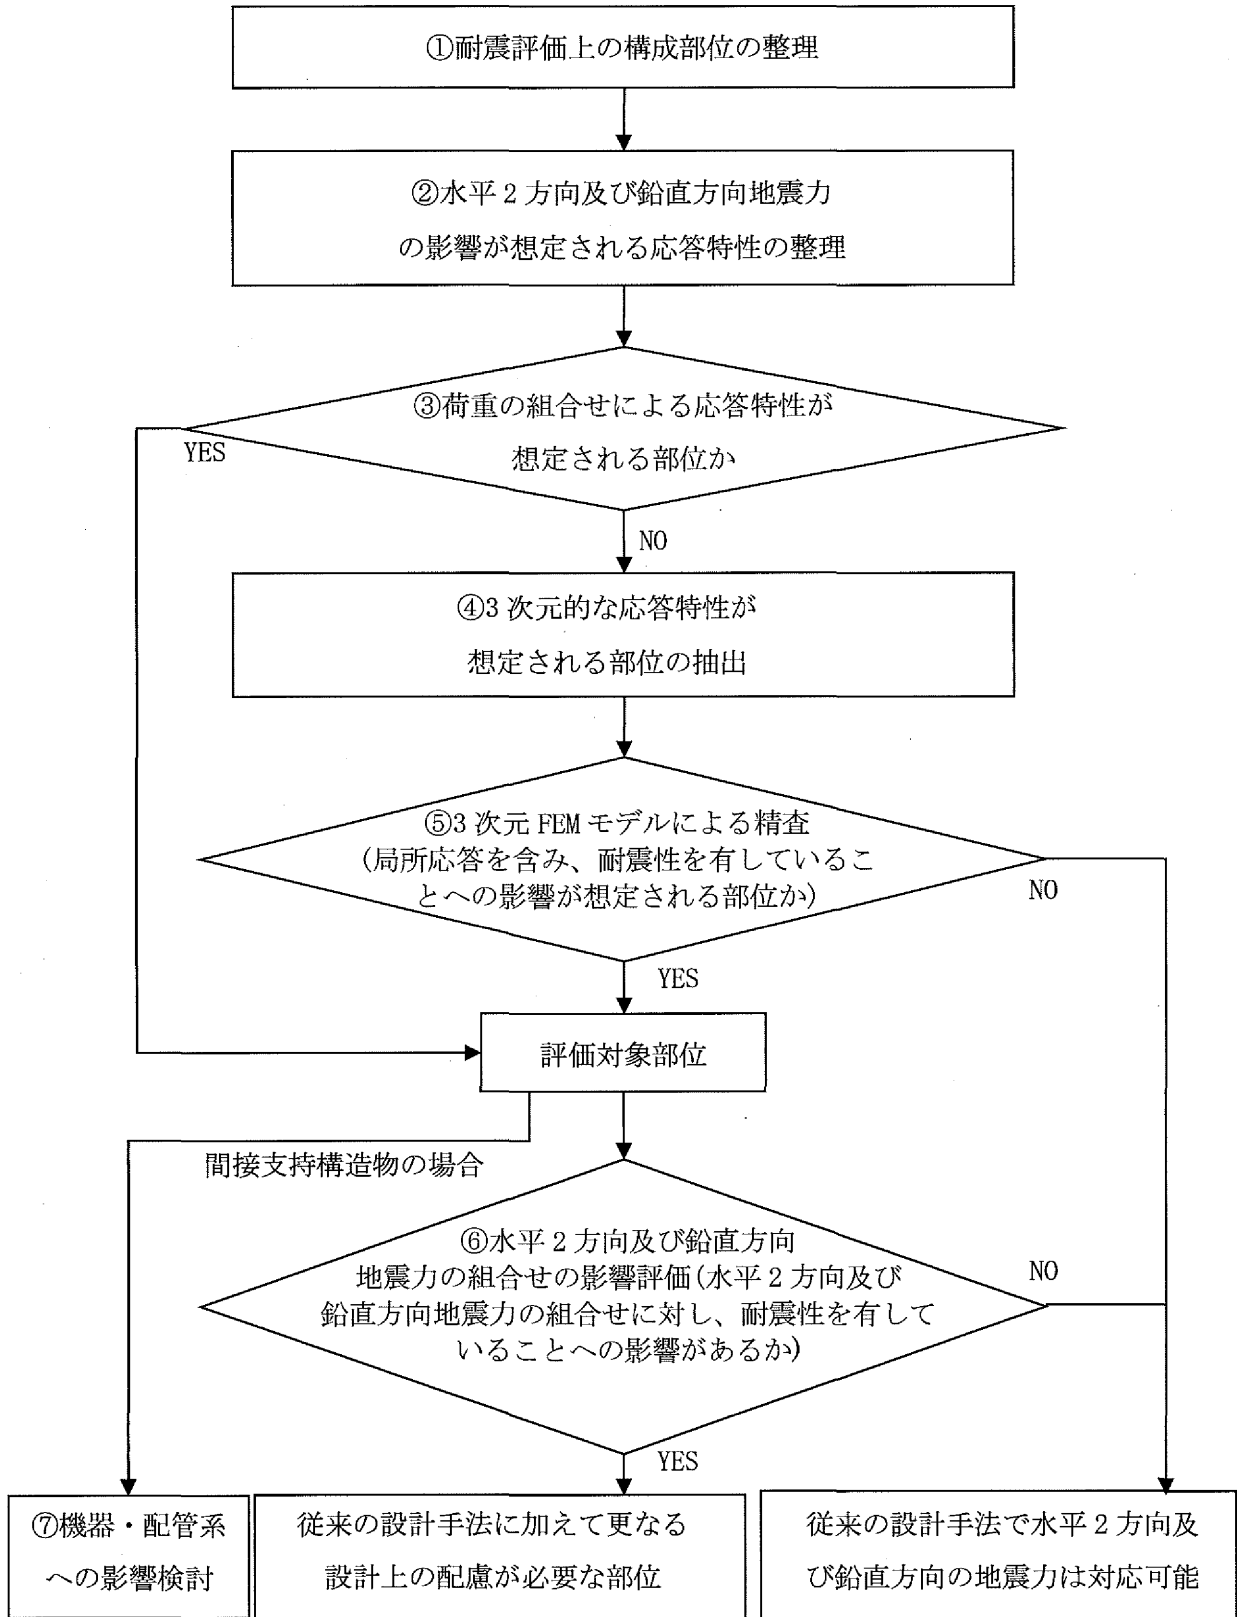 ①耐震評価上の構成部位の整理
②水平2方向及び鉛直方向地震力
の影響が想定される応答特性の整理
③荷重の組合せによる応答特性が
想定される部位か
YES
NO
④3次元的な応答特性が
想定される部位の抽出
⑤3次元FEMモデルによる精査
(局所応答を含み、耐震性を有しているこ
とへの影響が想定される部位か)
NO
YES
評価対象部位
間接支持構造物の場合
⑥水平2方向及び鉛直方向
地震力の組合せの影響評価(水平2方向及び
鉛直方向地震力の組合せに対し、耐震性を有して
いることへの影響があるか)
NO
YES
⑦機器・配管系
への影響検討
従来の設計手法に加えて更なる
設計上の配慮が必要な部位
従来の設計手法で水平2方向及
び鉛直方向の地震力は対応可能